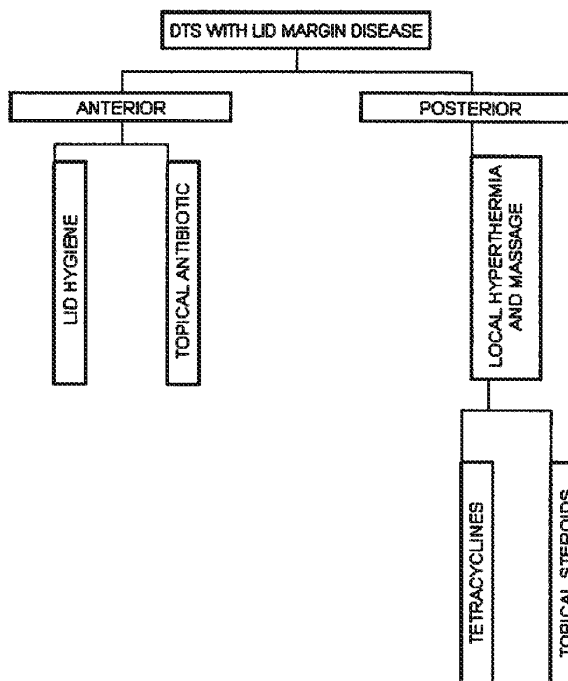 DTS WITH LID MARGIN DISEASE
ANTERIOR
POSTERIOR
LID HYGIENE
TOPICAL ANTIBIOTIC
LOCAL HYPERTHERMIA
AND MASSAGE
TETRACYCLINES
TOPICAL STEROIDS